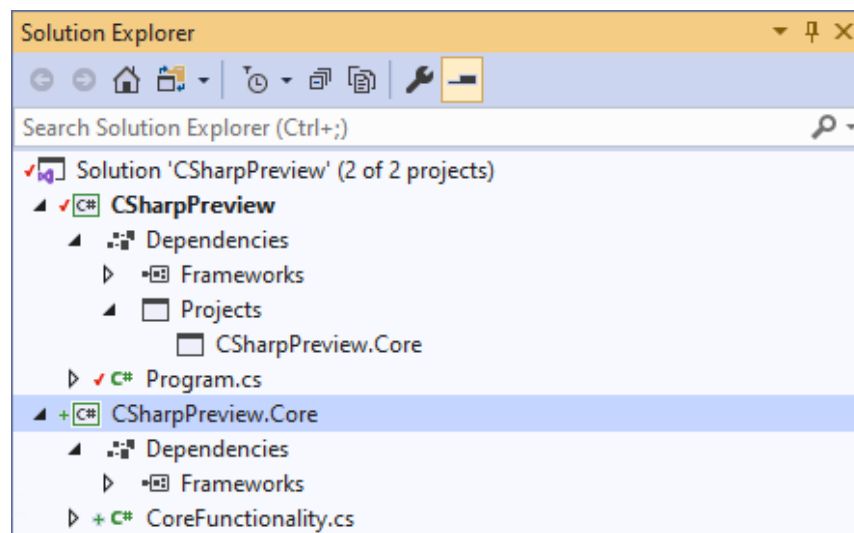 Solution Explorer
Search Solution Explorer (Ctrl+;)
Solution 'CSharpPreview' (2 of 2 projects)
C# CSharpPreview
Dependencies
Frameworks
Projects
CSharpPreview.Core
C# Program.cs
C# CSharpPreview.Core
Dependencies
Frameworks
C# CoreFunctionality.cs